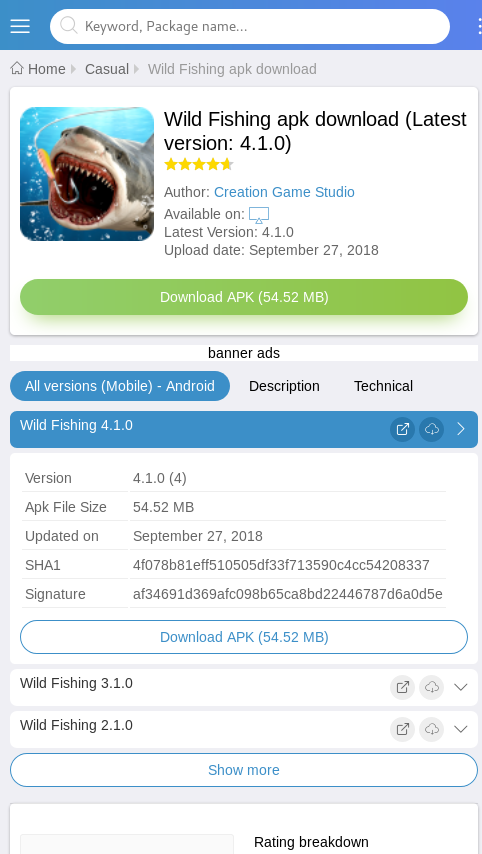 Keyword, Package name...
Home Casual Wild Fishing apk download
Wild Fishing apk download (Latest
version: 4.1.0)
Author: Creation Game Studio
Available on:
Latest Version: 4.1.0
Upload date: September 27, 2018
Download APK (54.52 MB)
banner ads
All versions (Mobile) - Android Description Technical
Wild Fishing 4.1.0
Version 4.1.0 (4)
Apk File Size 54.52 MB
Updated on September 27, 2018
SHA1 4f078b81eff510505df33f713590c4cc54208337
Signature af34691d369afc098b65ca8bd22446787d6a0d5e
Download APK (54.52 MB)
Wild Fishing 3.1.0
Wild Fishing 2.1.0
Show more
Rating breakdown